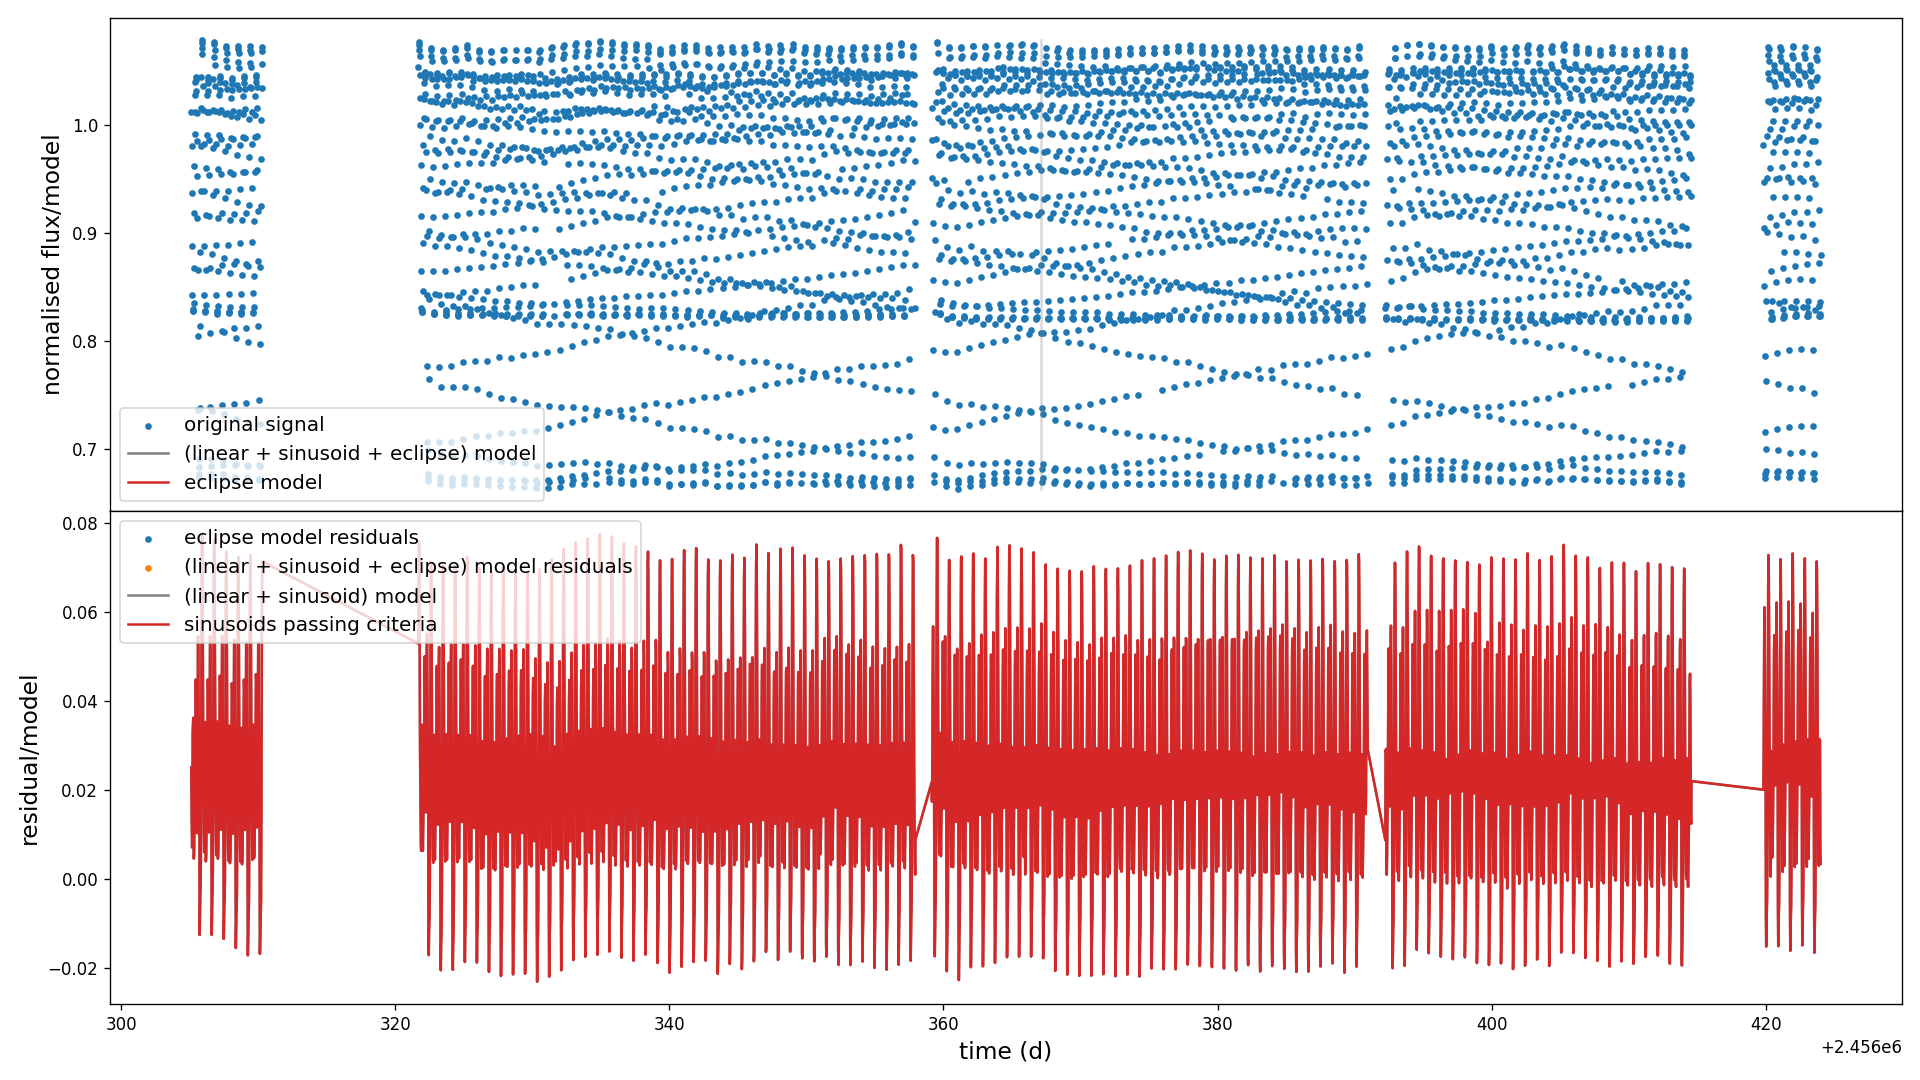 normalised flux/model
1.0
0.9
0.8
0.7
original signal
(linear + sinusoid + eclipse) model
eclipse model
residual/model
0.08
0.06
0.04
0.02
0.00
−0.02
eclipse model residuals
(linear + sinusoid + eclipse) model residuals
(linear + sinusoid) model
sinusoids passing criteria
300 320 340 360 380 400 420
time (d)
+2.456e6